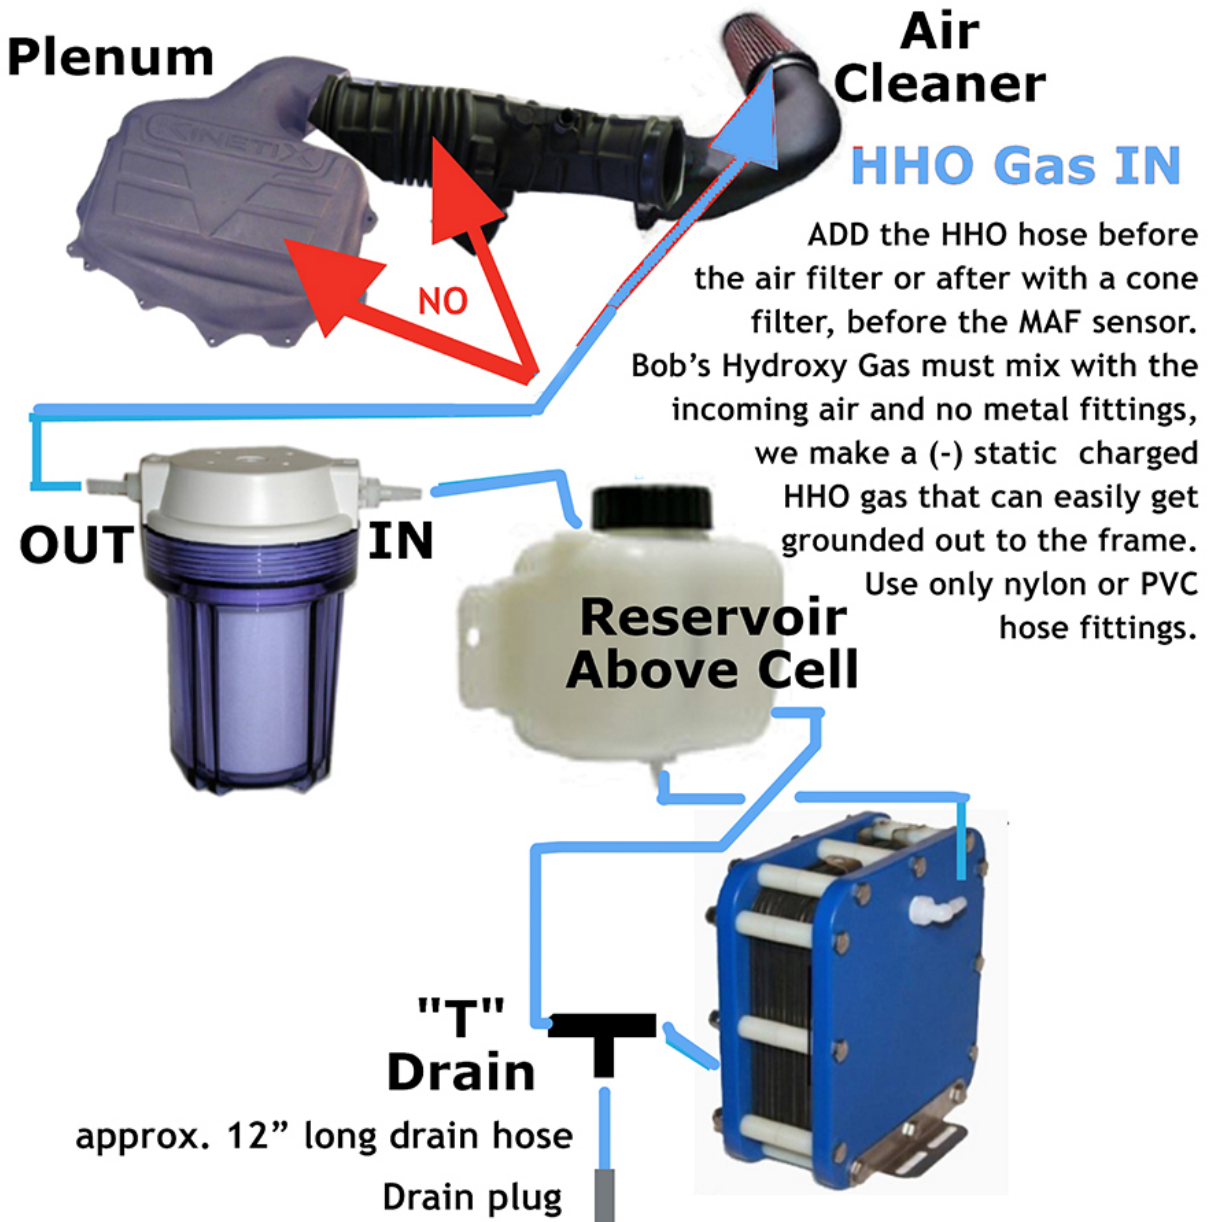 Plenum
KINETIX
Air
Cleaner
HHO Gas IN
NO
ADD the HHO hose before
the air filter or after with a cone
filter, before the MAF sensor.
Bob's Hydroxy Gas must mix with the
incoming air and no metal fittings,
we make a (-) static charged
HHO gas that can easily get
grounded out to the frame.
Use only nylon or PVC
hose fittings.
OUT
IN
Reservoir
Above Cell
"T"
Drain
approx. 12” long drain hose
Drain plug